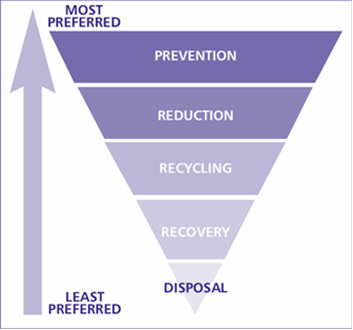 MOST
PREFERRED
PREVENTION
REDUCTION
RECYCLING
RECOVERY
DISPOSAL
LEAST
PREFERRED